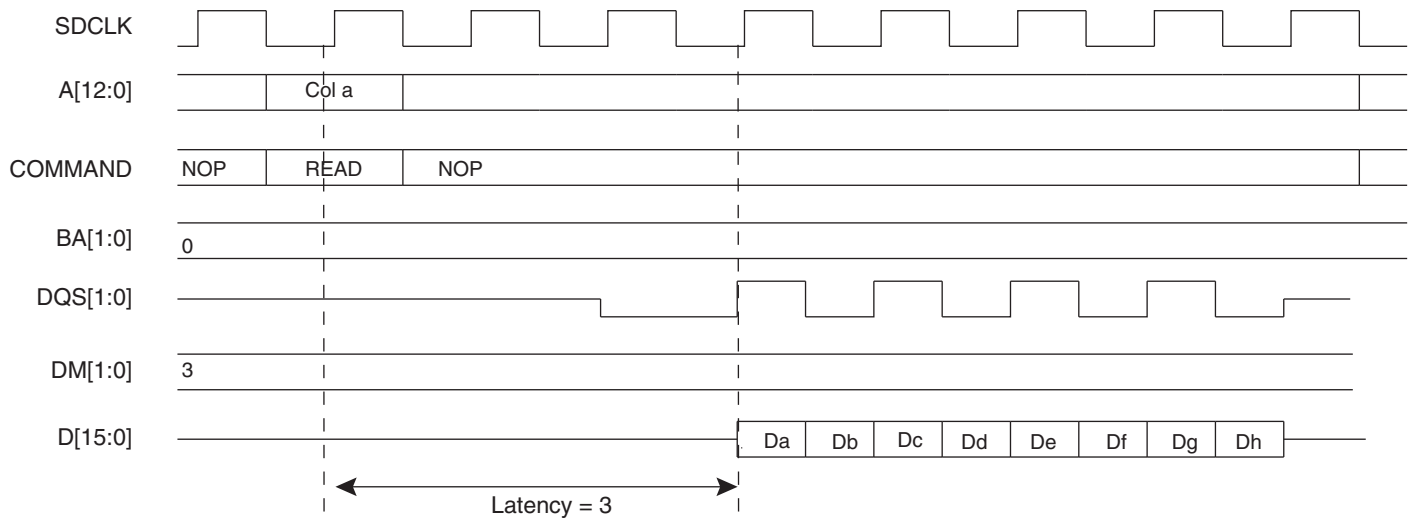 SDCLK
A[12:0]
Col a
COMMAND
NOP READ NOP
BA[1:0]
0
DQS[1:0]
DM[1:0]
3
D[15:0]
Da Db Dc Dd De Df Dg Dh
Latency = 3